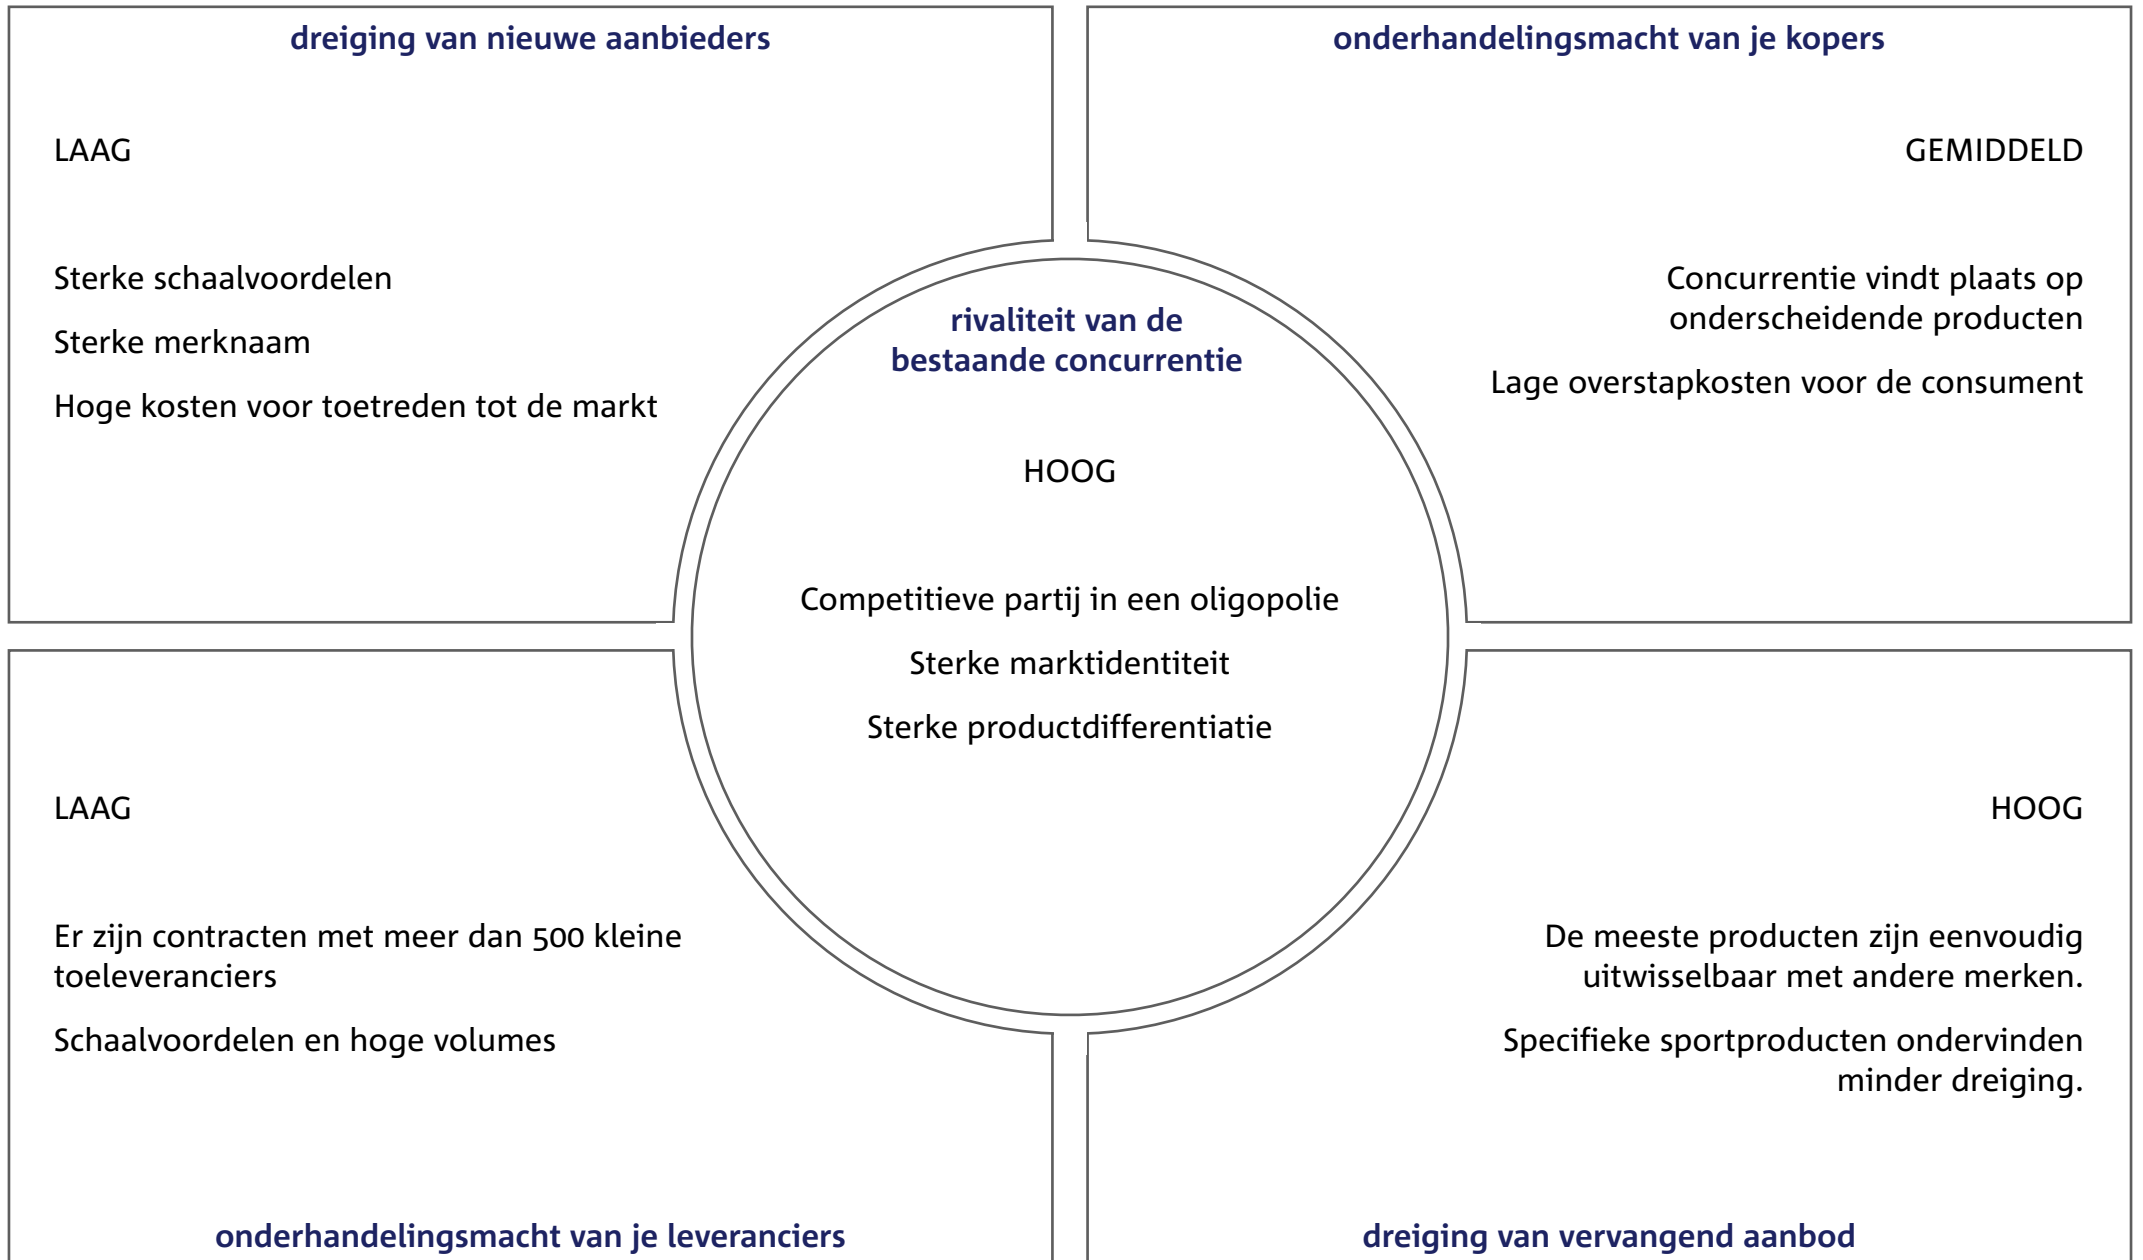 dreiging van nieuwe aanbieders
LAAG
Sterke schaalvoordelen
Sterke merknaam
Hoge kosten voor toetreden tot de markt
onderhandelingsmacht van je kopers
GEMIDDELD
Concurrentie vindt plaats op
onderscheidende producten
Lage overstapkosten voor de consument
rivaliteit van de
bestaande concurrentie
HOOG
Competitieve partij in een oligopolie
Sterke marktidentiteit
Sterke productdifferentiatie
LAAG
Er zijn contracten met meer dan 500 kleine
toeleveranciers
Schaalvoordelen en hoge volumes
onderhandelingsmacht van je leveranciers
HOOG
De meeste producten zijn eenvoudig
uitwisselbaar met andere merken.
Specifieke sportproducten ondervinden
minder dreiging.
dreiging van vervangend aanbod